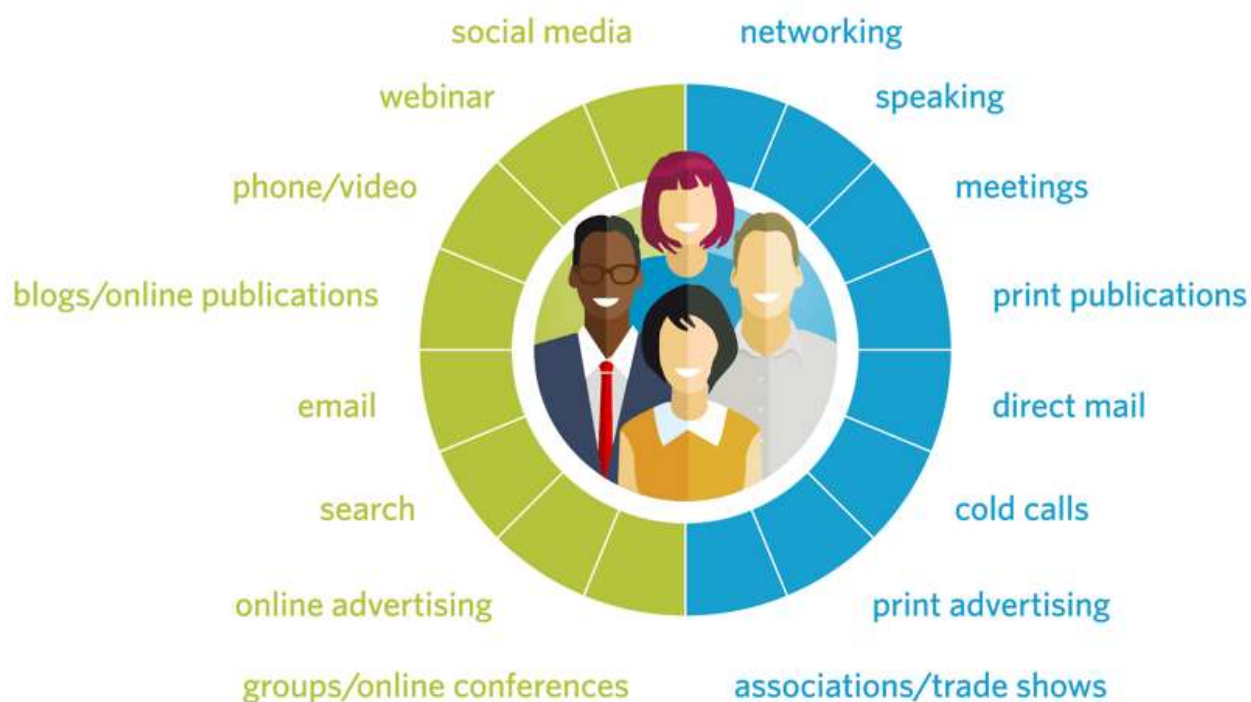 social media
networking
webinar
speaking
phone/video
meetings
blogs/online publications
print publications
email
direct mail
search
cold calls
online advertising
print advertising
groups/online conferences
associations/trade shows